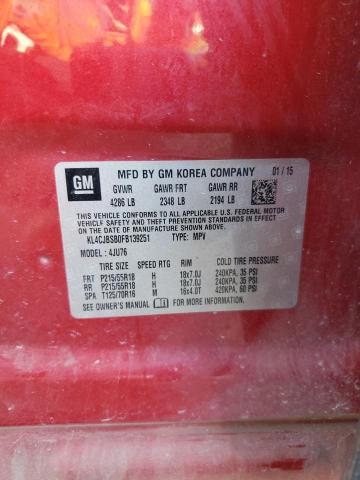 GM
MFD BY GM KOREA COMPANY 01/15
GVWR GAWR FRT GAWR RR
4286 LB 2348 LB 2194 LB
THIS VEHICLE CONFORMS TO ALL APPLICABLE U.S. FEDERAL MOTOR
VEHICLE SAFETY AND THEFT PREVENTION STANDARDS IN EFFECT ON THE
DATE OF MANUFACTURE SHOWN ABOVE.
KL4CJBSB0FB139251 TYPE: MPV
MODEL: 4JU76
TIRE SIZE SPEED RTG RIM COLD TIRE PRESSURE
FRT P215/55R18 H 18x7.0J 240KPA, 35 PSI
RR P215/55R18 H 18x7.0J 240KPA, 35 PSI
SPA T125/70R16 M 16x4.0T 420KPA, 60 PSI
SEE OWNER'S MANUAL FOR MORE INFORMATION.